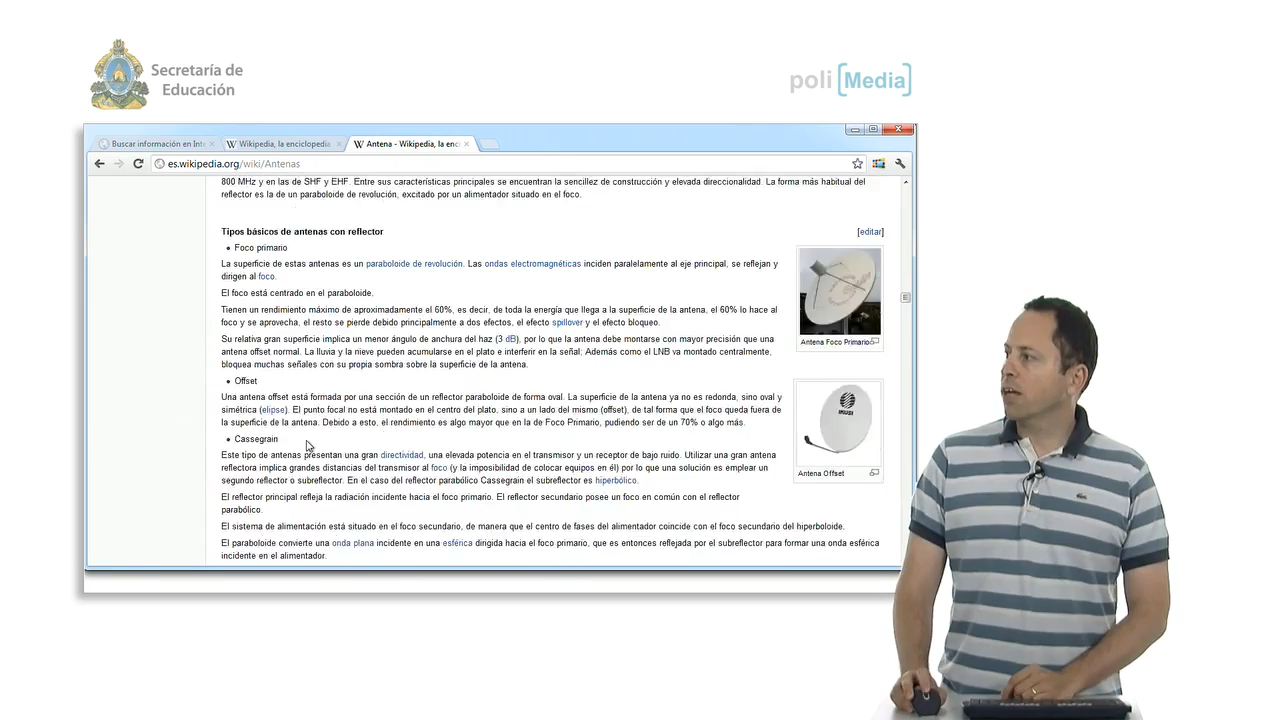 Secretaría de
Educación
poli[Media]
Buscar información en Inte
Wikipedia, la enciclopedia
Antena - Wikipedia, la enc
es.wikipedia.org/wiki/Antenas
800 MHz y en las de SHF y EHF. Entre sus características principales se encuentran la sencillez de construcción y elevada direccionalidad. La forma más habitual del
reflector es la de un paraboloide de revolución, excitado por un alimentador situado en el foco.
Tipos básicos de antenas con reflector
[editar]
Foco primario
La superficie de estas antenas es un paraboloide de revolución. Las ondas electromagnéticas inciden paralelamente al eje principal, se reflejan y
dirigen al foco.
El foco está centrado en el paraboloide.
Tienen un rendimiento máximo de aproximadamente el 60%, es decir, de toda la energía que llega a la superficie de la antena, el 60% lo hace al
foco y se aprovecha, el resto se pierde debido principalmente a dos efectos, el efecto spillover y el efecto bloqueo.
Su relativa gran superficie implica un menor ángulo de anchura del haz (3 dB), por lo que la antena debe montarse con mayor precisión que una
antena offset normal. La lluvia y la nieve pueden acumularse en el plato e interferir en la señal; Además como el LNB va montado centralmente,
bloquea muchas señales con su propia sombra sobre la superficie de la antena.
Antena Foco Primario
Offset
Una antena offset está formada por una sección de un reflector paraboloide de forma oval. La superficie de la antena ya no es redonda, sino oval y
simétrica (elipse). El punto focal no está montado en el centro del plato, sino a un lado del mismo (offset), de tal forma que el foco queda fuera de
la superficie de la antena. Debido a esto, el rendimiento es algo mayor que en la de Foco Primario, pudiendo ser de un 70% o algo más.
IKUSI
Antena Offset
Cassegrain
Este tipo de antenas presentan una gran directividad, una elevada potencia en el transmisor y un receptor de bajo ruido. Utilizar una gran antena
reflectora implica grandes distancias del transmisor al foco (y la imposibilidad de colocar equipos en él) por lo que una solución es emplear un
segundo reflector o subreflector. En el caso del reflector parabólico Cassegrain el subreflector es hiperbólico.
El reflector principal refleja la radiación incidente hacia el foco primario. El reflector secundario posee un foco en común con el reflector
parabólico.
El sistema de alimentación está situado en el foco secundario, de manera que el centro de fases del alimentador coincide con el foco secundario del hiperboloide.
El paraboloide convierte una onda plana incidente en una esférica dirigida hacia el foco primario, que es entonces reflejada por el subreflector para formar una onda esférica
incidente en el alimentador.